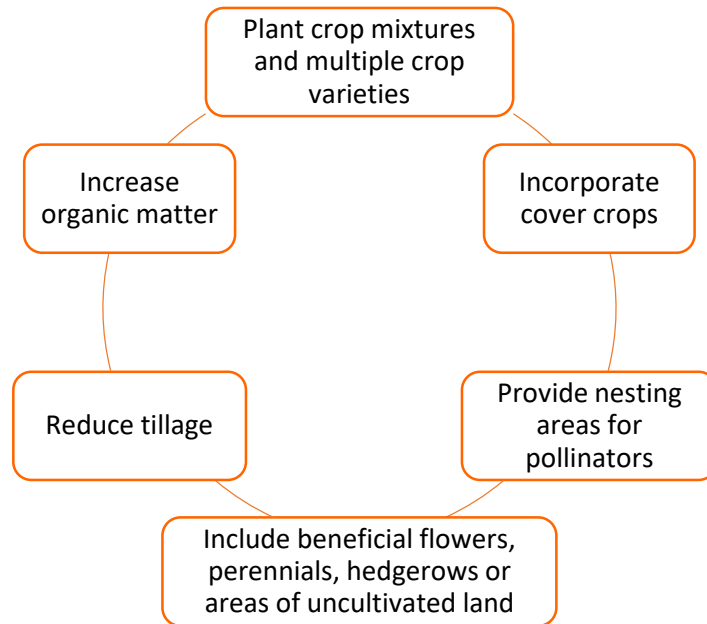 Plant crop mixtures
and multiple crop
varieties
Increase
organic matter
Incorporate
cover crops
Reduce tillage
Provide nesting
areas for
pollinators
Include beneficial flowers,
perennials, hedgerows or
areas of uncultivated land